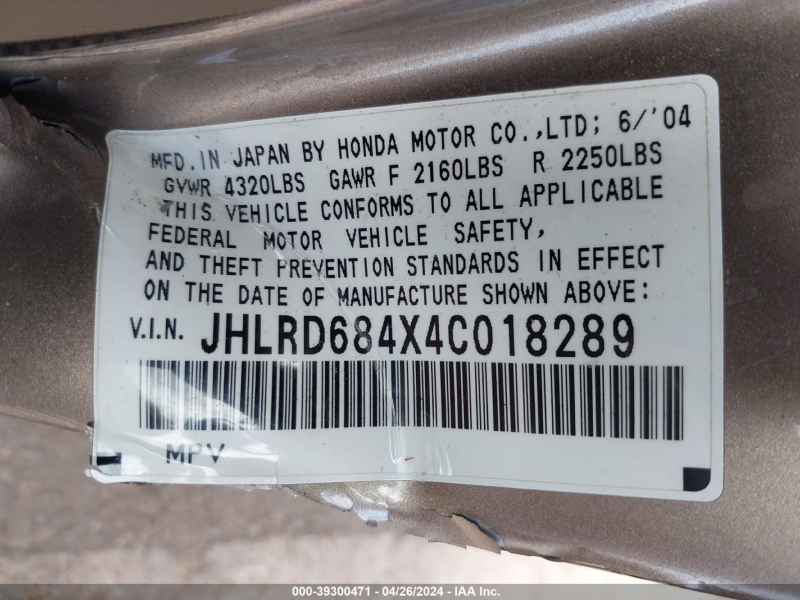 MFD.IN JAPAN BY HONDA MOTOR CO.,LTD; 6/'04
GVWR 4320LBS GAWR F 2160LBS R 2250LBS
THIS VEHICLE CONFORMS TO ALL APPLICABLE
FEDERAL MOTOR VEHICLE SAFETY,
AND THEFT PREVENTION STANDARDS IN EFFECT
ON THE DATE OF MANUFACTURE SHOWN ABOVE:
V.I.N. JHLRD684X4C018289
MPV
000-39300471 - 04/26/2024 - IAA Inc.